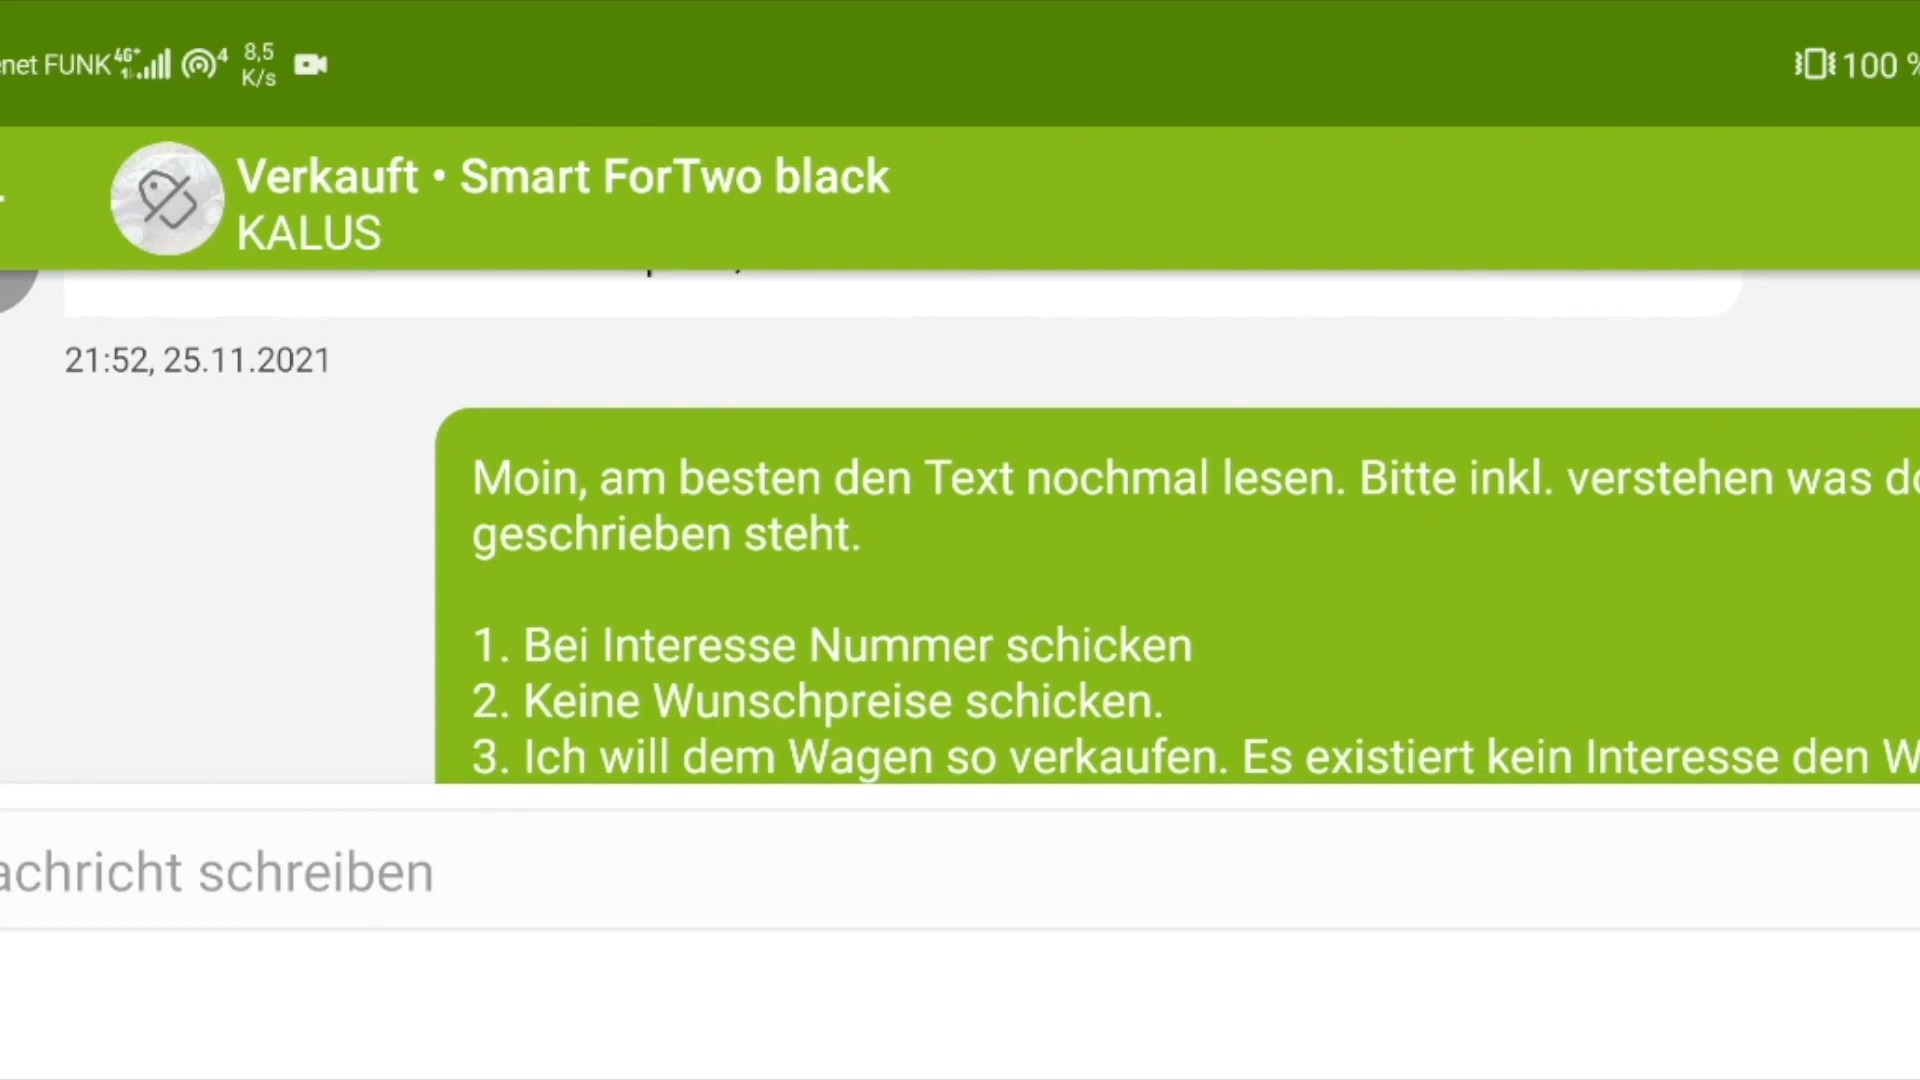 FUNK 4G+ 4 8,5 K/s 100 %
Verkauft • Smart ForTwo black
KALUS
21:52, 25.11.2021
Moin, am besten den Text nochmal lesen. Bitte inkl. verstehen was
geschrieben steht.
1. Bei Interesse Nummer schicken
2. Keine Wunschpreise schicken.
3. Ich will dem Wagen so verkaufen. Es existiert kein Interesse den
schreiben